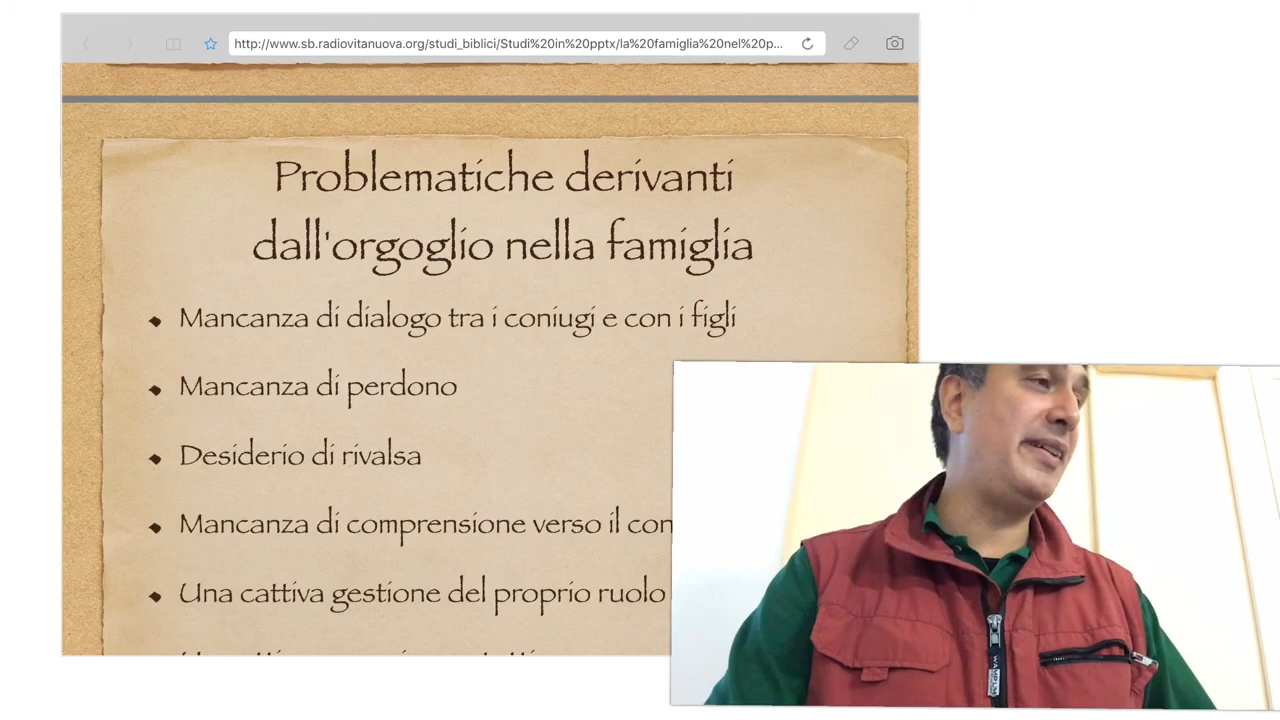 http://www.sb.radiovitanuova.org/studi_biblici/Studi%20in%20pptx/la%20famiglia%20nel%20p...
Problematiche derivanti
dall'orgoglio nella famiglia
Mancanza di dialogo tra i coniugi e con i figli
Mancanza di perdono
Desiderio di rivalsa
Mancanza di comprensione verso il con
Una cattiva gestione del proprio ruolo